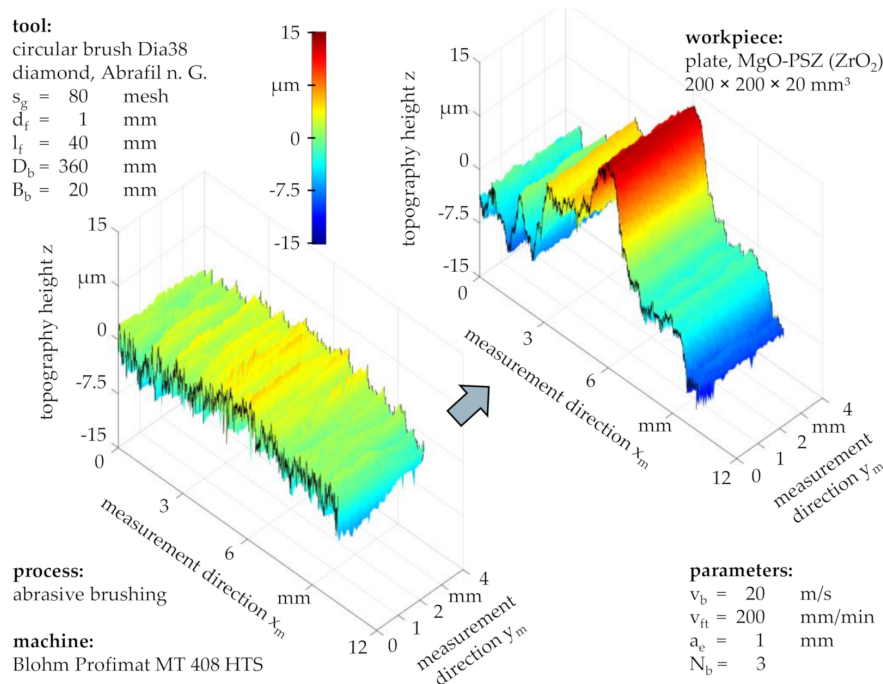 tool:
circular brush Dia38
diamond, Abrafil n. G.
s_g = 80 mesh
d_f = 1 mm
l_f = 40 mm
D_b = 360 mm
B_b = 20 mm
15
μm
0
-7.5
-15
15
μm
0
-7.5
-15
topography height z
0
3
6
mm
12
measurement direction x_m
0
1
2
mm
4
measurement
direction y_m
workpiece:
plate, MgO-PSZ (ZrO₂)
200 × 200 × 20 mm³
15
μm
0
-7.5
-15
topography height z
0
3
6
mm
12
measurement direction x_m
0
1
2
mm
4
measurement
direction y_m
process:
abrasive brushing
machine:
Blohm Profimat MT 408 HTS
parameters:
v_b = 20 m/s
v_ft = 200 mm/min
a_e = 1 mm
N_b = 3